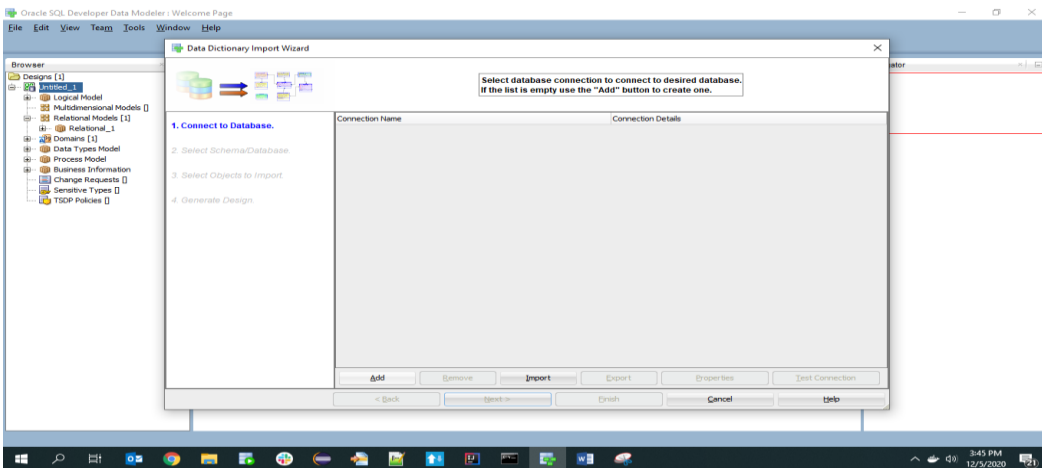 Oracle SQL Developer Data Modeler : Welcome Page
File Edit View Team Tools Window Help
Data Dictionary Import Wizard
Browser
Designs [1]
Untitled_1
Logical Model
Multidimensional Models []
Relational Models [1]
Relational_1
Domains [1]
Data Types Model
Process Model
Business Information
Change Requests []
Sensitive Types []
TSDP Policies []
Select database connection to connect to desired database.
If the list is empty use the "Add" button to create one.
1. Connect to Database.
2. Select Schema/Database.
3. Select Objects to Import
4. Generate Design
Connection Name Connection Details
Add Remove Import Export Properties Test Connection
< Back Next > Finish Cancel Help
ator
3:45 PM
12/5/2020